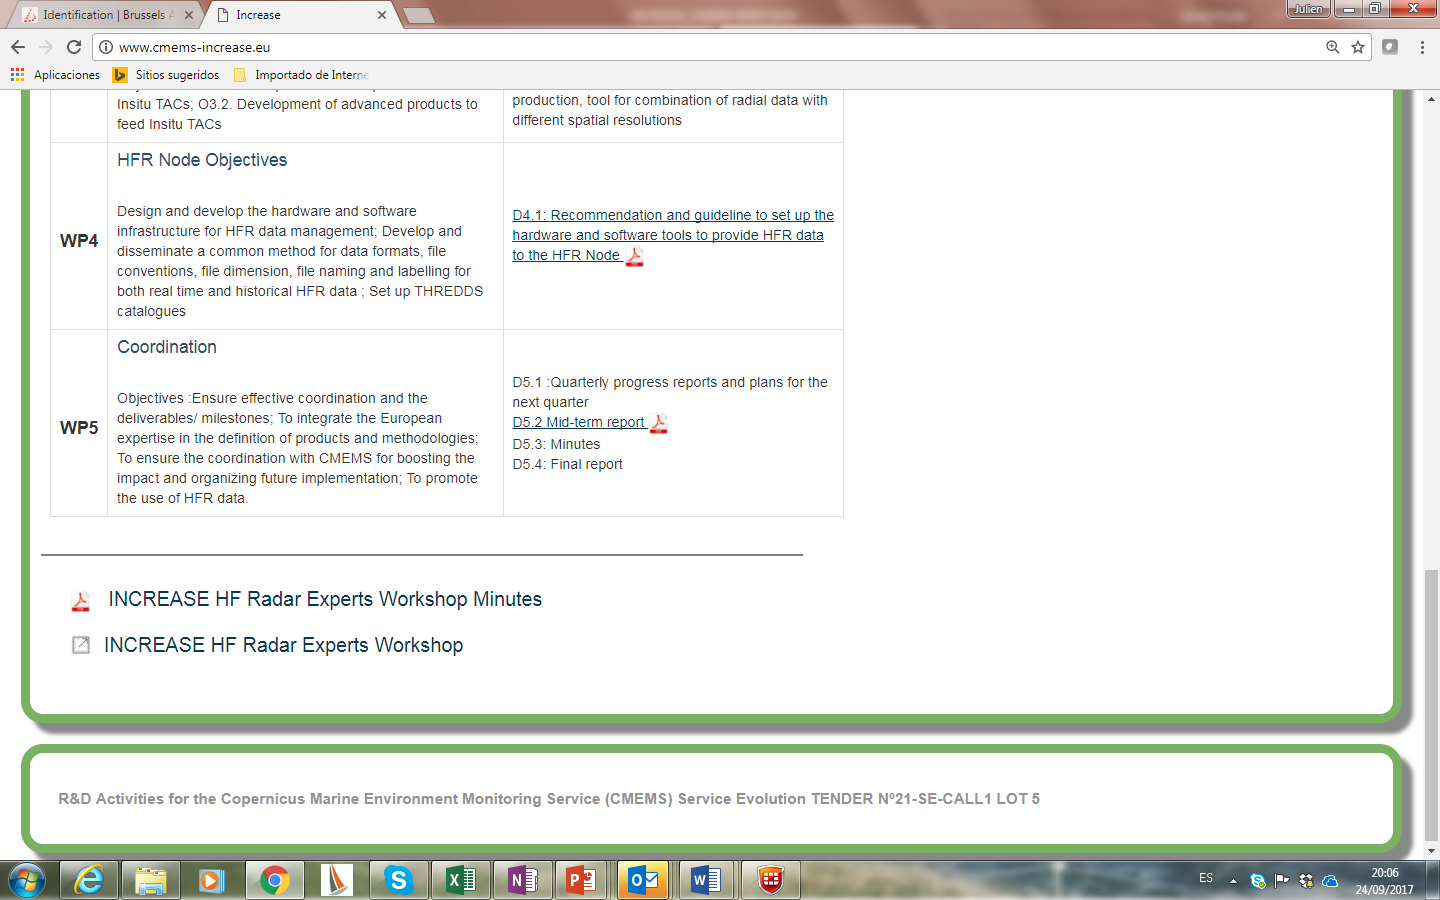 Identification | Brussels A
Increase
Julien
www.cmems-increase.eu
Aplicaciones
Sitios sugeridos
Importado de Interne
Insitu TACs; O3.2. Development of advanced products to
feed Insitu TACs
production, tool for combination of radial data with
different spatial resolutions
WP4
HFR Node Objectives
Design and develop the hardware and software
infrastructure for HFR data management; Develop and
disseminate a common method for data formats, file
conventions, file dimension, file naming and labelling for
both real time and historical HFR data ; Set up THREDDS
catalogues
D4.1: Recommendation and guideline to set up the
hardware and software tools to provide HFR data
to the HFR Node
WP5
Coordination
Objectives :Ensure effective coordination and the
deliverables/ milestones; To integrate the European
expertise in the definition of products and methodologies;
To ensure the coordination with CMEMS for boosting the
impact and organizing future implementation; To promote
the use of HFR data.
D5.1 :Quarterly progress reports and plans for the
next quarter
D5.2 Mid-term report
D5.3: Minutes
D5.4: Final report
INCREASE HF Radar Experts Workshop Minutes
INCREASE HF Radar Experts Workshop
R&D Activities for the Copernicus Marine Environment Monitoring Service (CMEMS) Service Evolution TENDER Nº21-SE-CALL1 LOT 5
ES
20:06
24/09/2017